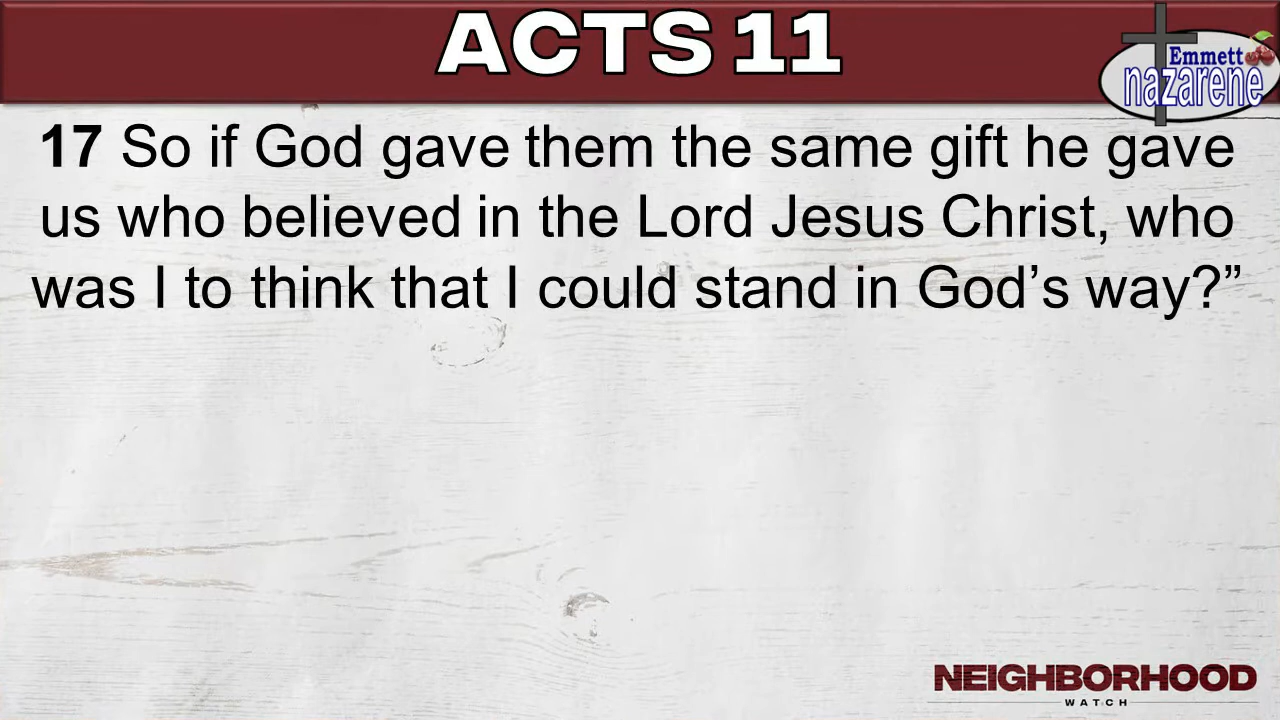 ACTS 11
Emmett
nazarene
17 So if God gave them the same gift he gave
us who believed in the Lord Jesus Christ, who
was I to think that I could stand in God’s way?”
NEIGHBORHOOD
WATCH